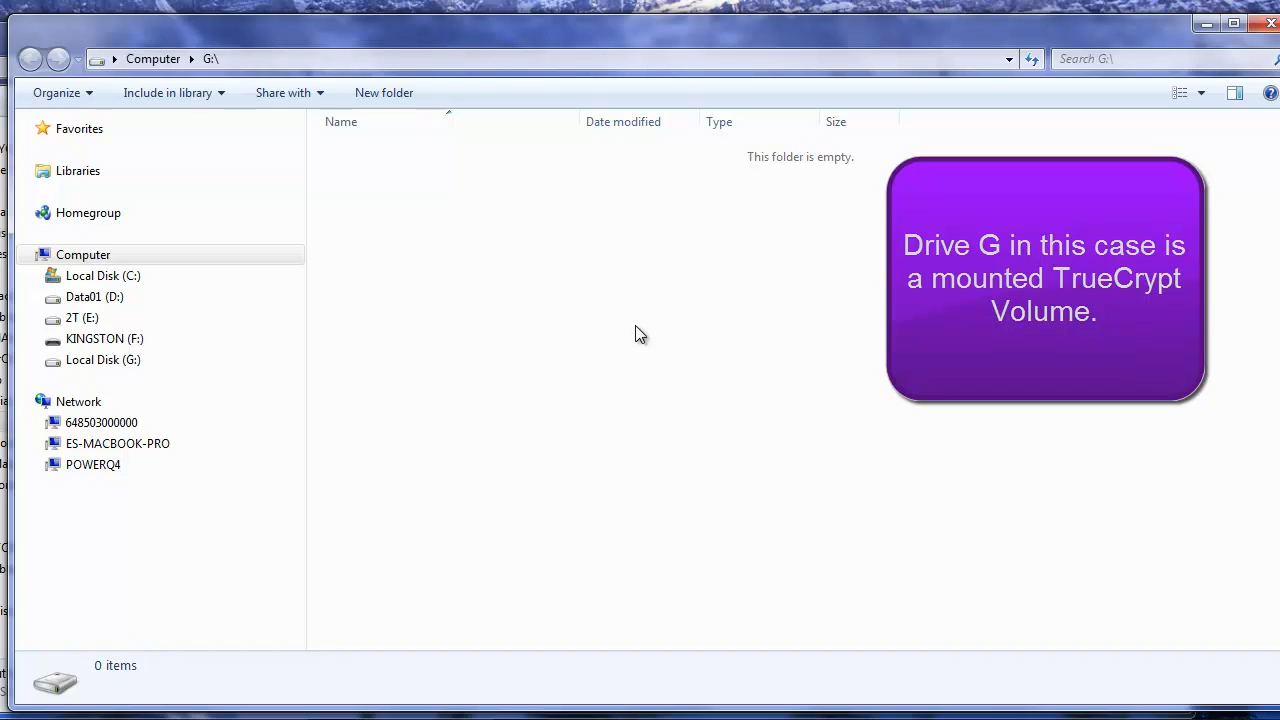 Computer G:\ Search G:\
Organize Include in library Share with New folder
Name Date modified Type Size
This folder is empty.
Favorites
Libraries
Homegroup
Computer
Local Disk (C:)
Data01 (D:)
2T (E:)
KINGSTON (F:)
Local Disk (G:)
Network
648503000000
ES-MACBOOK-PRO
POWERQ4
Drive G in this case is
a mounted TrueCrypt
Volume.
0 items